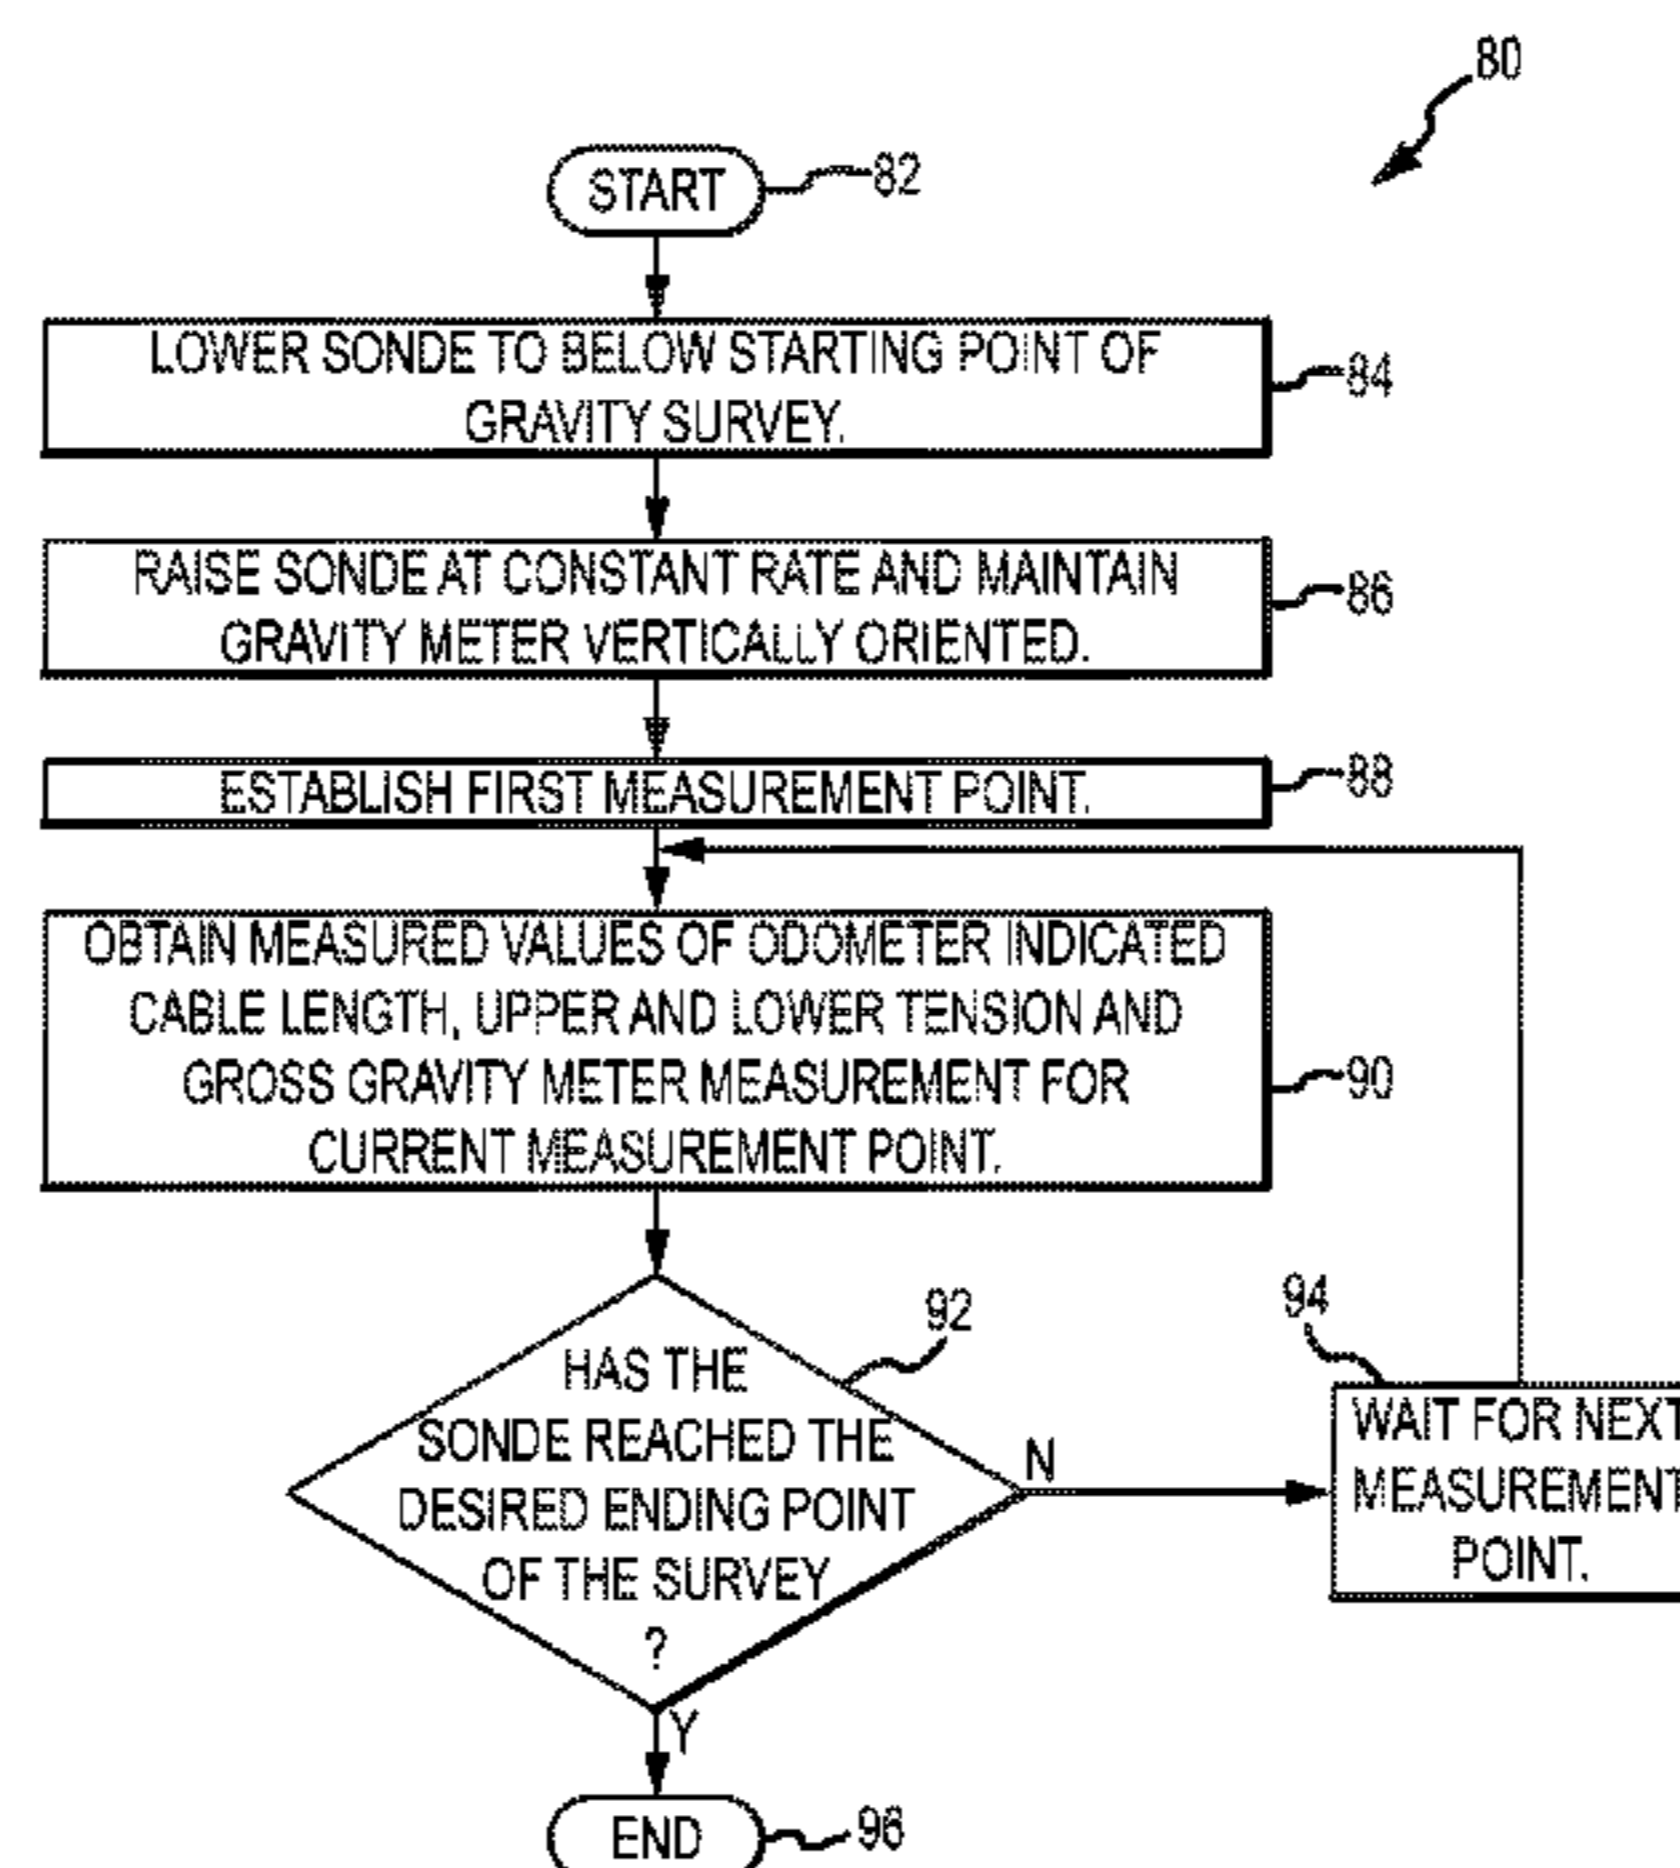 80
START
82
LOWER SONDE TO BELOW STARTING POINT OF
GRAVITY SURVEY.
84
RAISE SONDE AT CONSTANT RATE AND MAINTAIN
GRAVITY METER VERTICALLY ORIENTED.
86
ESTABLISH FIRST MEASUREMENT POINT.
88
OBTAIN MEASURED VALUES OF ODOMETER INDICATED
CABLE LENGTH, UPPER AND LOWER TENSION AND
GROSS GRAVITY METER MEASUREMENT FOR
CURRENT MEASUREMENT POINT.
90
HAS THE
SONDE REACHED THE
DESIRED ENDING POINT
OF THE SURVEY
?
92
N
94
WAIT FOR NEXT
MEASUREMENT
POINT.
Y
END
96